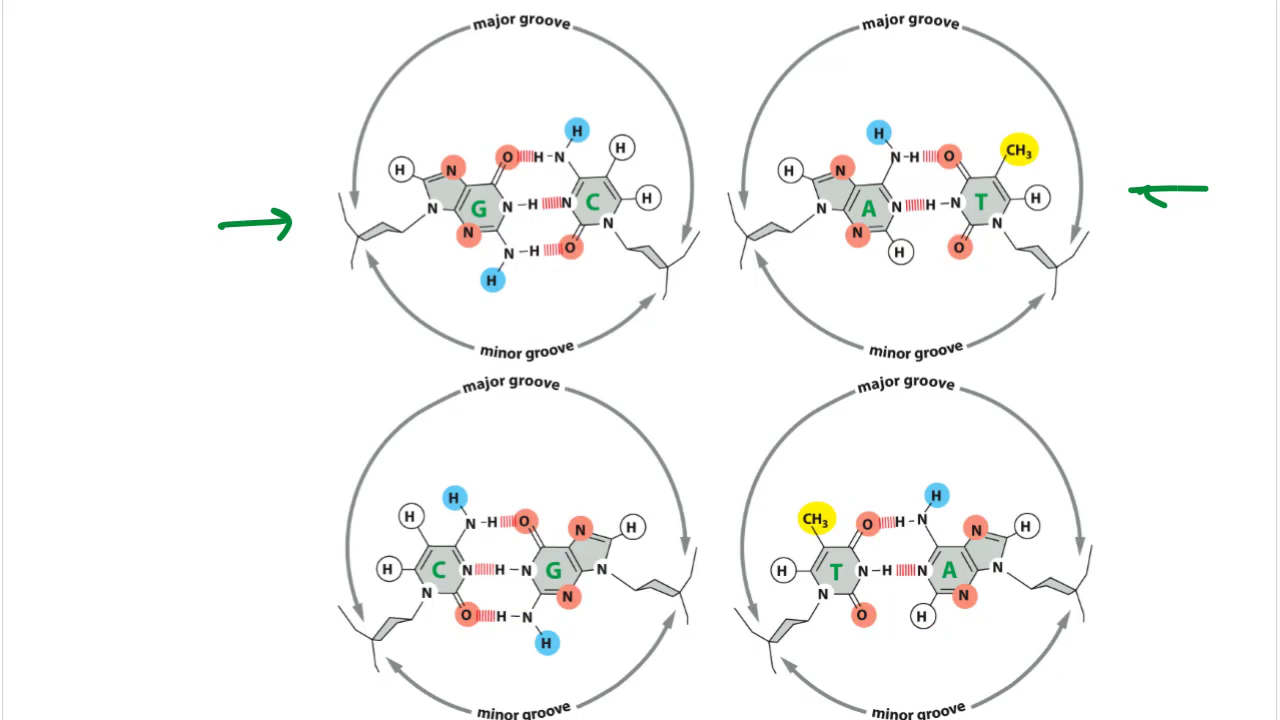 major groove major groove
H CH₃
H H
H N O H N N H O
H
G N H N C N A N H N T H
N N
N N H O N O
H H
minor groove minor groove
major groove major groove
H H
H N H O N H CH₃ O H N N H
H C N H N G N H T N H N A N
N O H N N N O N
H H
minor groove minor groove